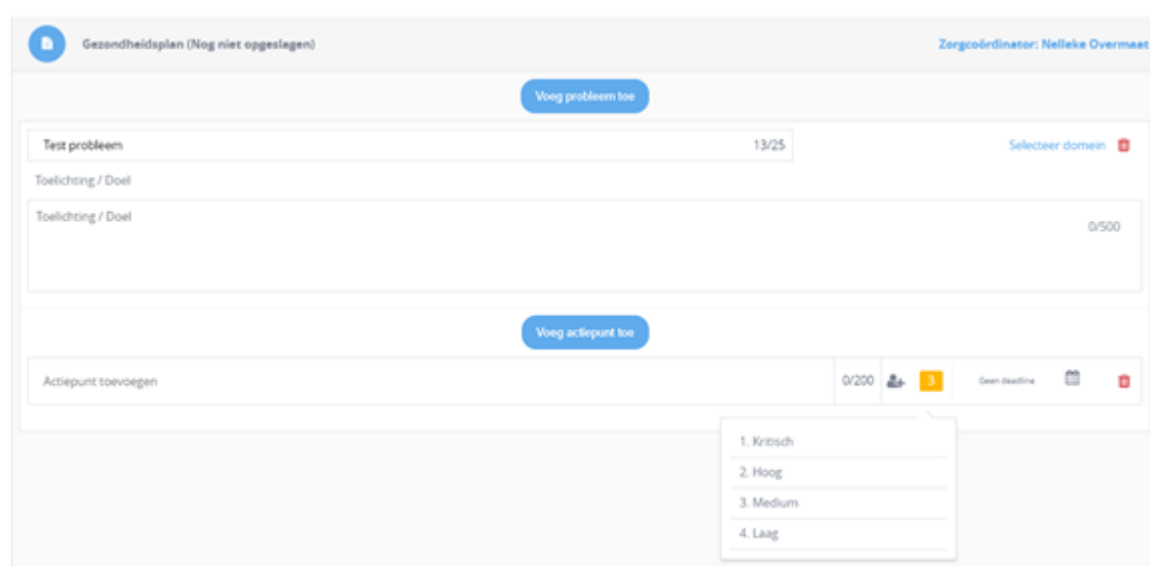 Gezondheidsplan (Nog niet opgeslagen) Zorgcoördinator: Nelleke Overmaat
Voeg probleem toe
Test probleem 13/25 Selecteer domein
Toelichting / Doel
Toelichting / Doel
0/500
Voeg actiepunt toe
Actiepunt toevoegen 0/200 3 Geen deadline
1. Kritisch
2. Hoog
3. Medium
4. Laag